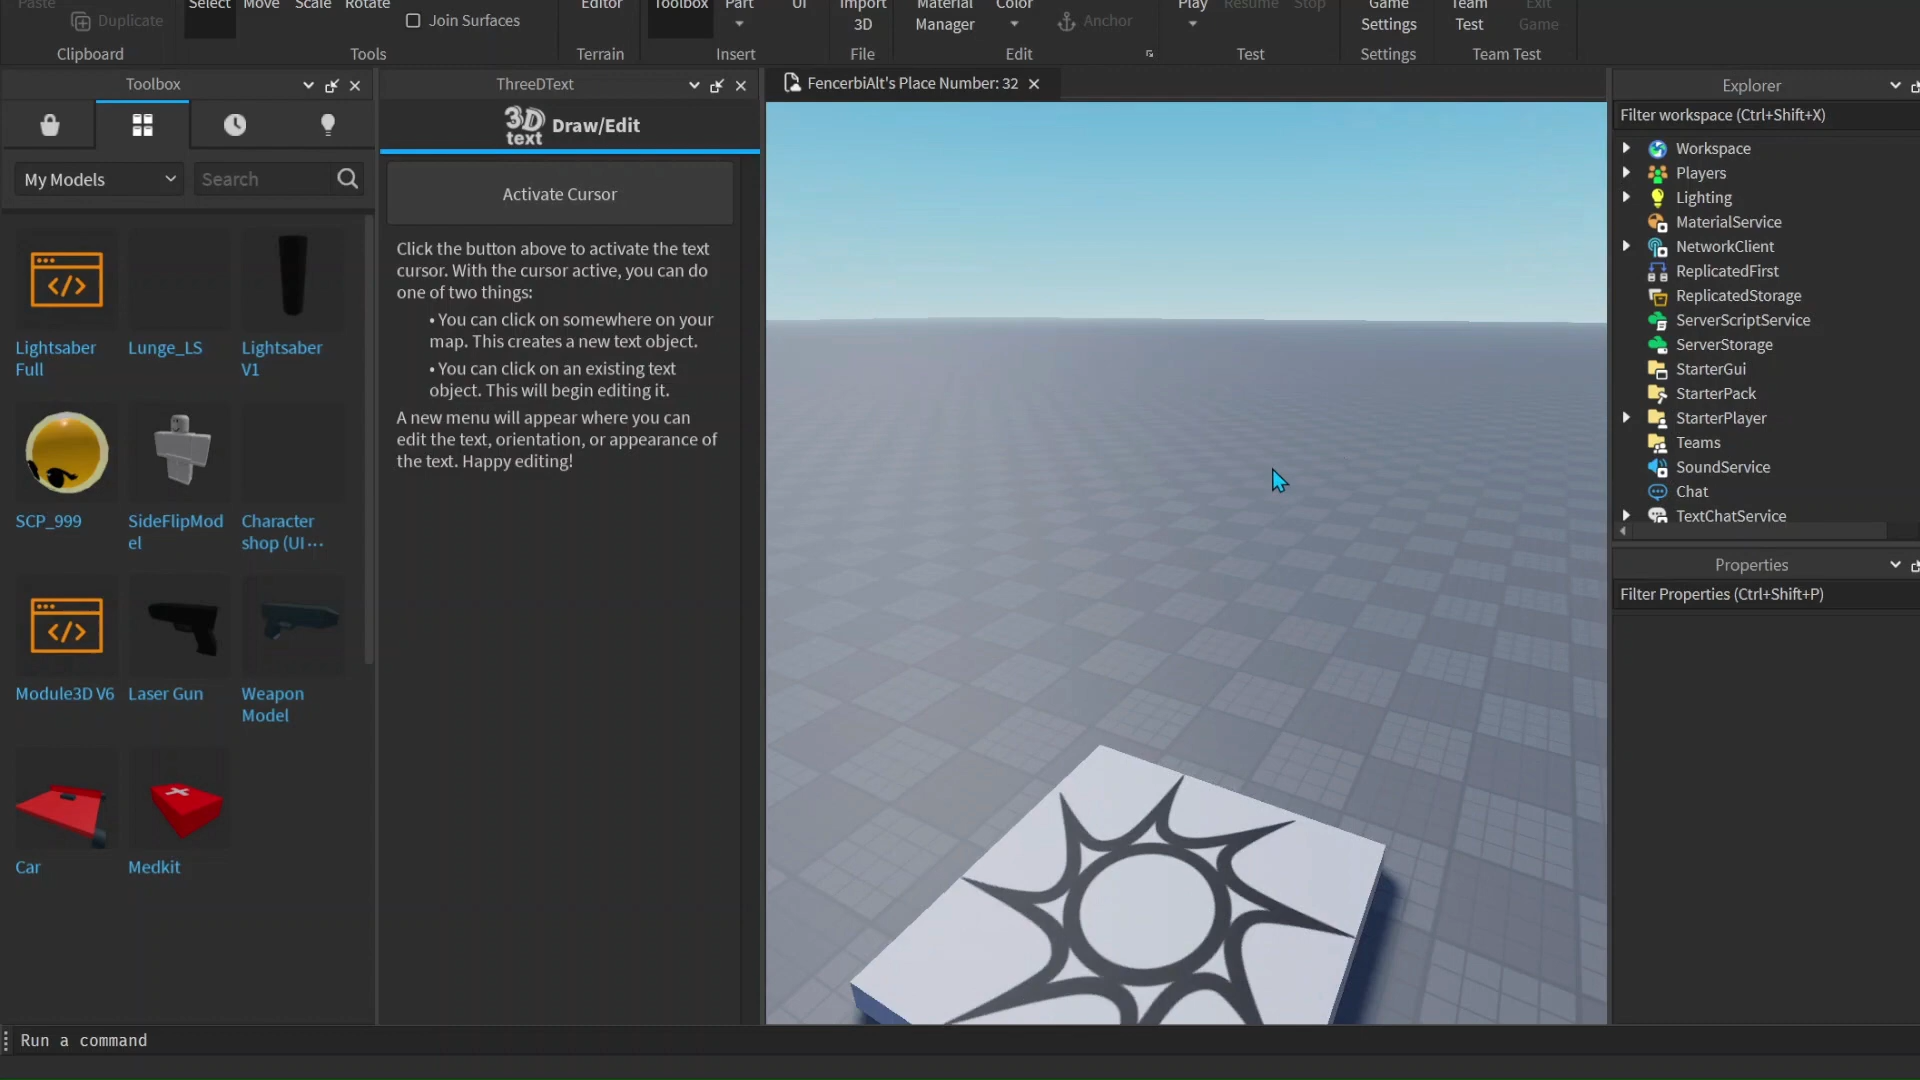 Paste
Duplicate
Clipboard
Select
Move
Scale
Rotate
Join Surfaces
Tools
Editor
Terrain
Toolbox
Part
UI
Insert
Import
3D
File
Material
Manager
Color
Anchor
Edit
Play
Resume
Stop
Test
Game
Settings
Settings
Team
Test
Exit
Game
Team Test
Toolbox
My Models
Search
Lightsaber
Full
Lunge_LS
Lightsaber
V1
SCP_999
SideFlipMod
el
Character
shop (UI ···
Module3D V6
Laser Gun
Weapon
Model
Car
Medkit
ThreeDText
3D
text
Draw/Edit
Activate Cursor
Click the button above to activate the text
cursor. With the cursor active, you can do
one of two things:
• You can click on somewhere on your
map. This creates a new text object.
• You can click on an existing text
object. This will begin editing it.
A new menu will appear where you can
edit the text, orientation, or appearance of
the text. Happy editing!
FencerbiAlt's Place Number: 32
Explorer
Filter workspace (Ctrl+Shift+X)
Workspace
Players
Lighting
MaterialService
NetworkClient
ReplicatedFirst
ReplicatedStorage
ServerScriptService
ServerStorage
StarterGui
StarterPack
StarterPlayer
Teams
SoundService
Chat
TextChatService
Properties
Filter Properties (Ctrl+Shift+P)
Run a command